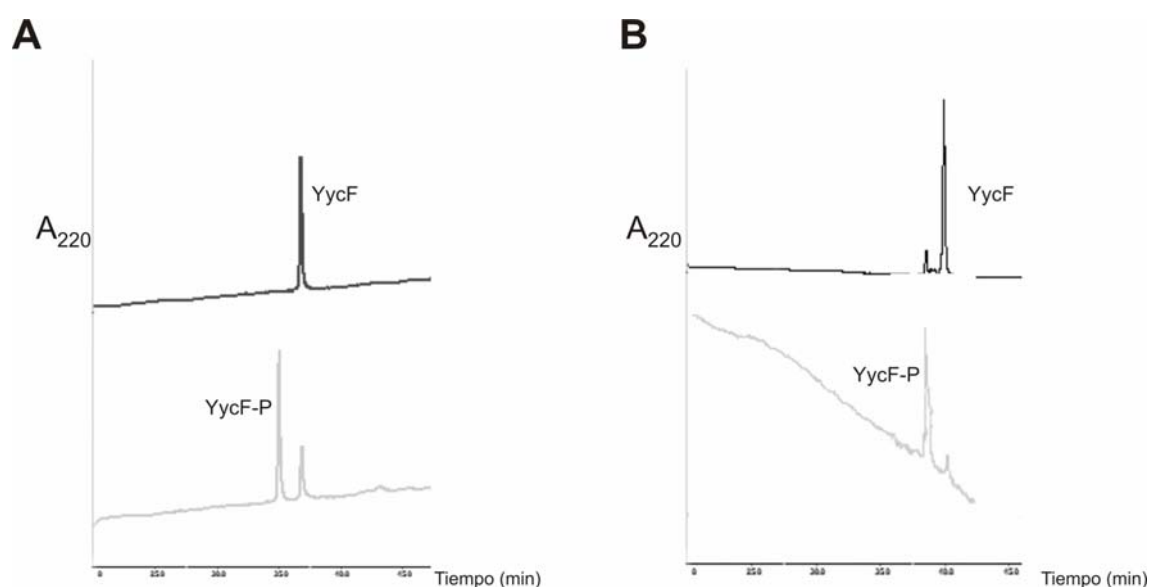 A
YycF
A220
YycF-P
Tiempo (min)
B
YycF
A220
YycF-P
Tiempo (min)